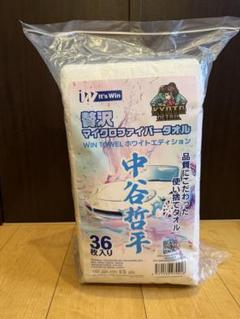 iW It's Win
KYOTO
贅沢
マイクロファイバータオル
WIN TOWEL ホワイトエディション
中谷哲平
品質にこだわった
使い捨てタオル
36
枚入り